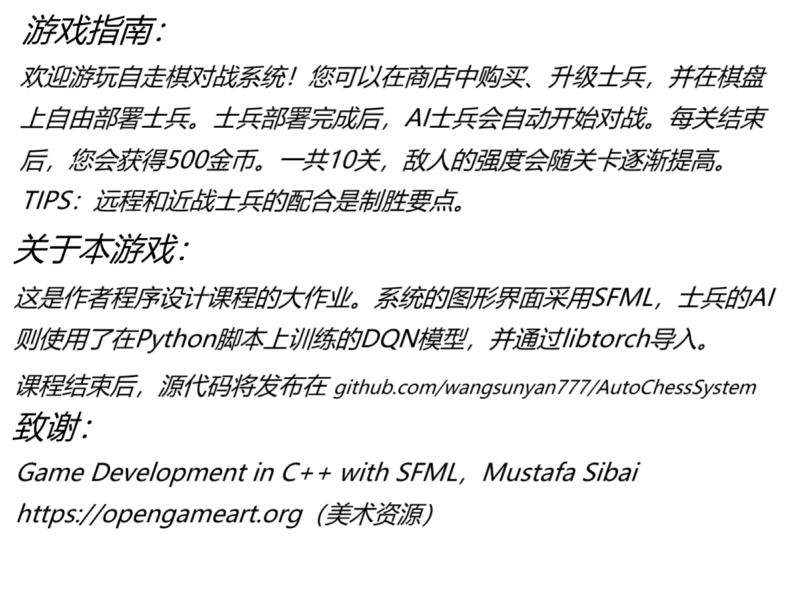 游戏指南：
欢迎游玩自走棋对战系统！您可以在商店中购买、升级士兵，并在棋盘
上自由部署士兵。士兵部署完成后，AI士兵会自动开始对战。每关结束
后，您会获得500金币。一共10关，敌人的强度会随关卡逐渐提高。
TIPS：远程和近战士兵的配合是制胜要点。
关于本游戏：
这是作者程序设计课程的大作业。系统的图形界面采用SFML，士兵的AI
则使用了在Python脚本上训练的DQN模型，并通过libtorch导入。
课程结束后，源代码将发布在 github.com/wangsunyan777/AutoChessSystem
致谢：
Game Development in C++ with SFML，Mustafa Sibai
https://opengameart.org（美术资源）